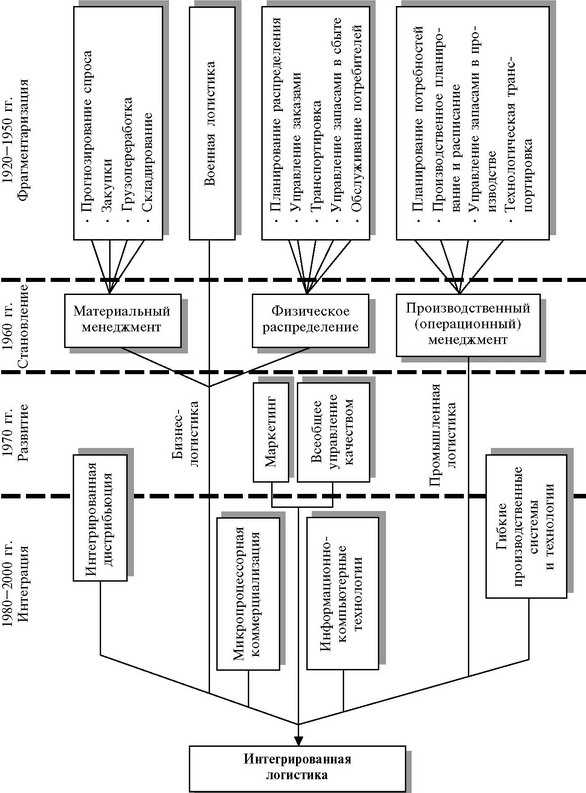 1920–1950 гг.
Фрагментаризация
· Прогнозирование спроса
· Закупки
· Грузопереработка
· Складирование
Военная логистика
· Планирование распределения
· Управление заказами
· Транспортировка
· Управление запасами в сбыте
· Обслуживание потребителей
· Планирование потребностей
· Производственное планиро-
вание и расписание
· Управление запасами в про-
изводстве
· Технологическая транс-
портировка
1960 гг.
Становление
Материальный
менеджмент
Физическое
распределение
Производственный
(операционный)
менеджмент
1970 гг.
Развитие
Бизнес-
логистика
Маркетинг
Всеобщее
управление
качеством
Промышленная
логистика
1980–2000 гг.
Интеграция
Интегрированная
дистрибьюция
Микропроцессорная
коммерциализация
Информационно-
компьютерные
технологии
Гибкие
производственные
системы
и технологии
Интегрированная
логистика